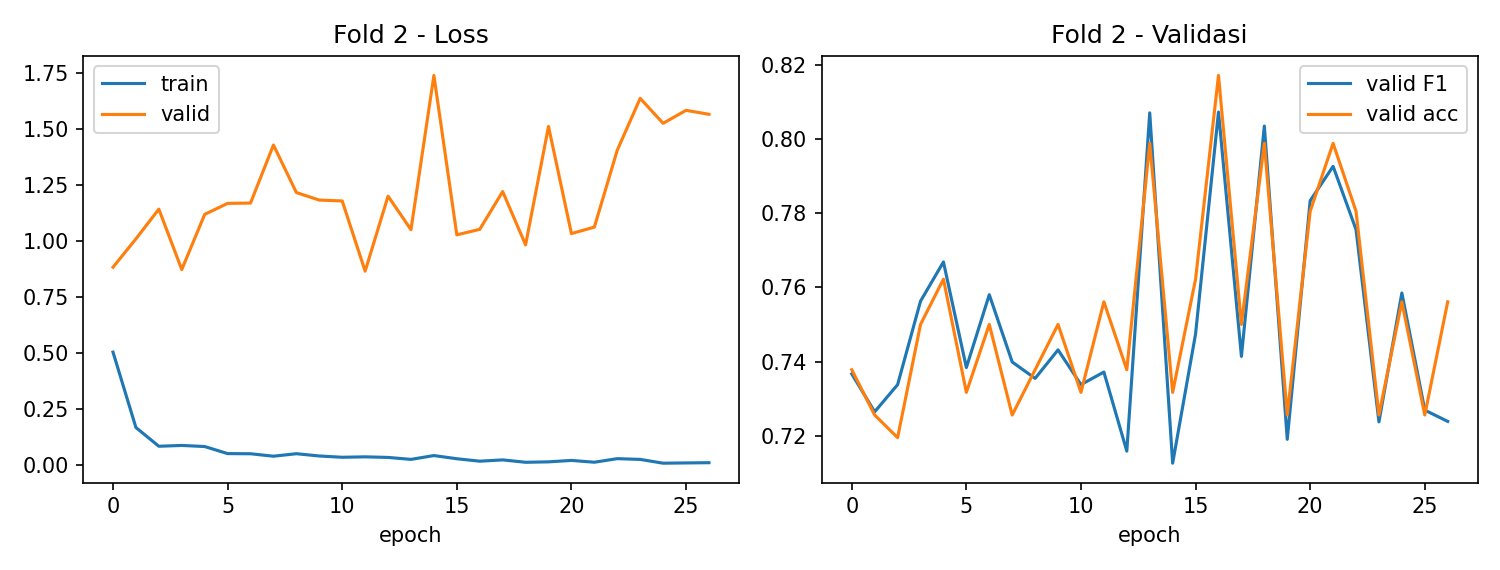 Fold 2 - Loss
1.75
1.50
1.25
1.00
0.75
0.50
0.25
0.00
train
valid
0 5 10 15 20 25
epoch
Fold 2 - Validasi
0.82
0.80
0.78
0.76
0.74
0.72
valid F1
valid acc
0 5 10 15 20 25
epoch